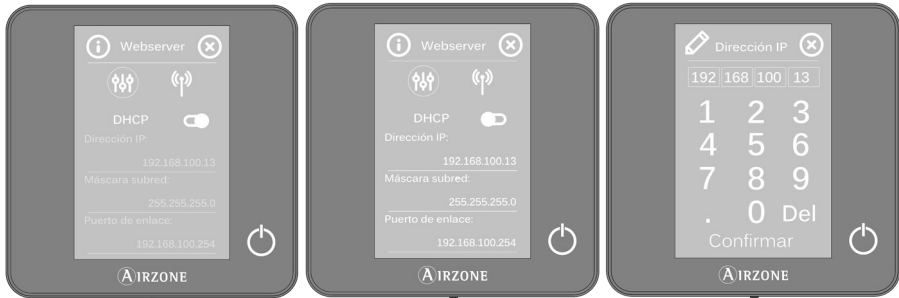 Webserver
DHCP
Dirección IP:
192.168.100.13
Máscara subred:
255.255.255.0
Puerto de enlace:
192.168.100.254
AIRZONE
Webserver
DHCP
Dirección IP:
192.168.100.13
Máscara subred:
255.255.255.0
Puerto de enlace:
192.168.100.254
AIRZONE
Dirección IP
192 168 100 13
1 2 3
4 5 6
7 8 9
. 0 Del
Confirmar
AIRZONE